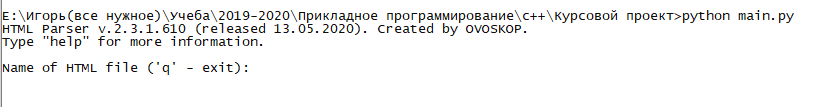 E:\Игорь(все нужное)\Учеба\2019-2020\Прикладное программирование\с++\Курсовой проект>python main.py
HTML Parser v.2.3.1.610 (released 13.05.2020). Created by OVOSKOP.
Type "help" for more information.
Name of HTML file ('q' - exit):